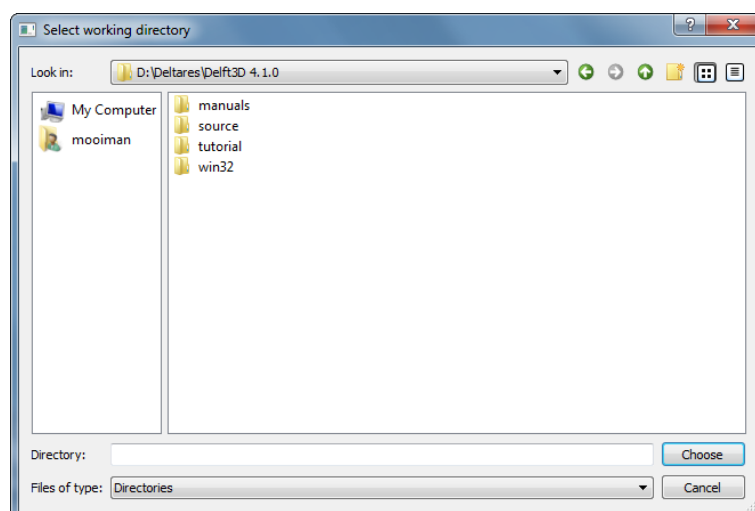 Select working directory
Look in: D:\Deltares\Delft3D 4.1.0
My Computer
mooiman
manuals
source
tutorial
win32
Directory: Choose
Files of type: Directories Cancel